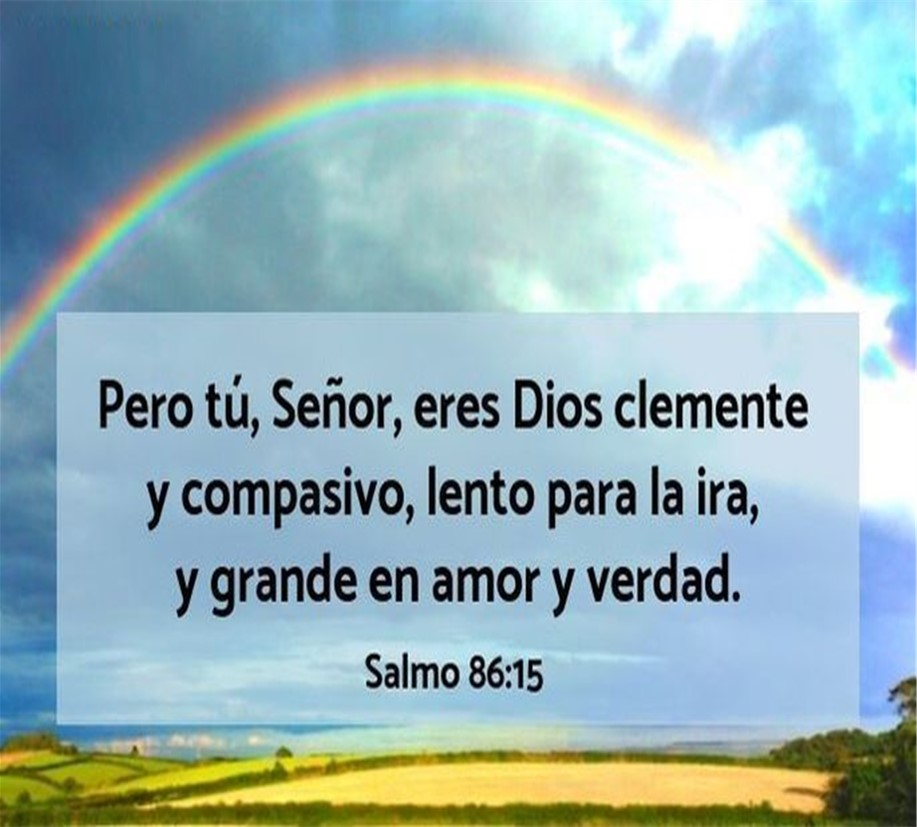 Pero tú, Señor, eres Dios clemente
y compasivo, lento para la ira,
y grande en amor y verdad.
Salmo 86:15